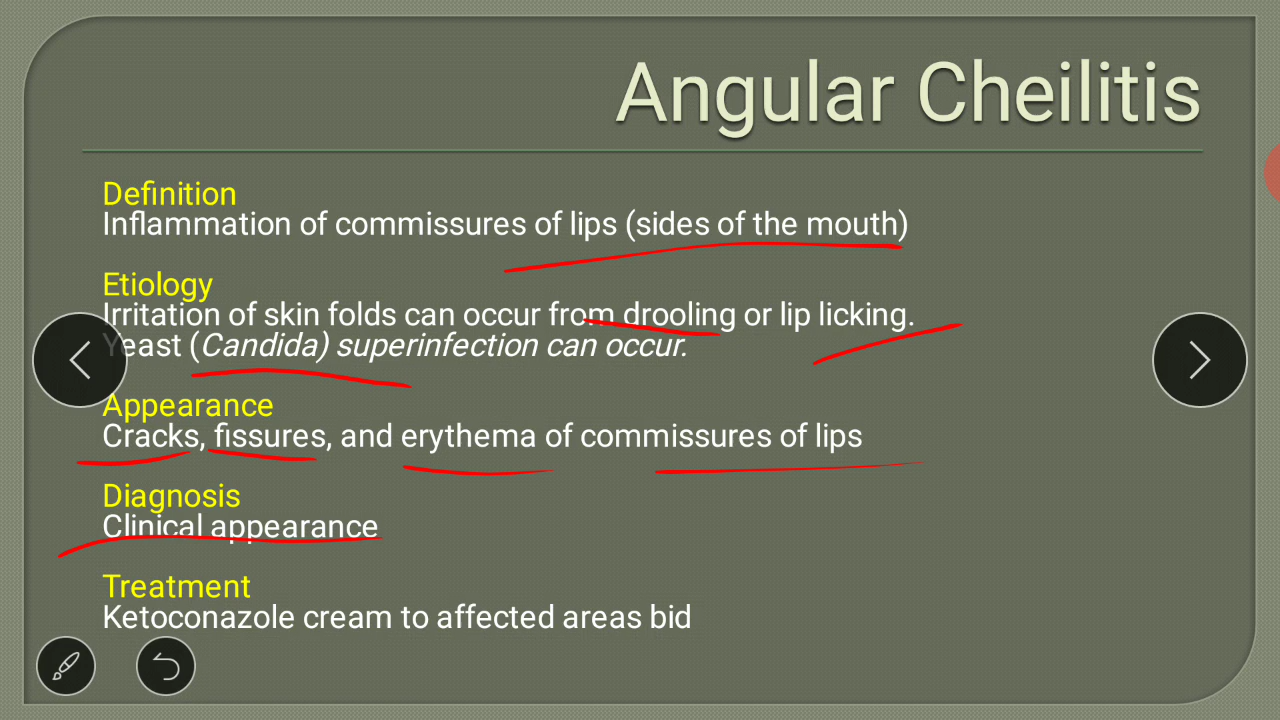 Angular Cheilitis
Definition
Inflammation of commissures of lips (sides of the mouth)
Etiology
Irritation of skin folds can occur from drooling or lip licking.
Yeast (Candida) superinfection can occur.
Appearance
Cracks, fissures, and erythema of commissures of lips
Diagnosis
Clinical appearance
Treatment
Ketoconazole cream to affected areas bid